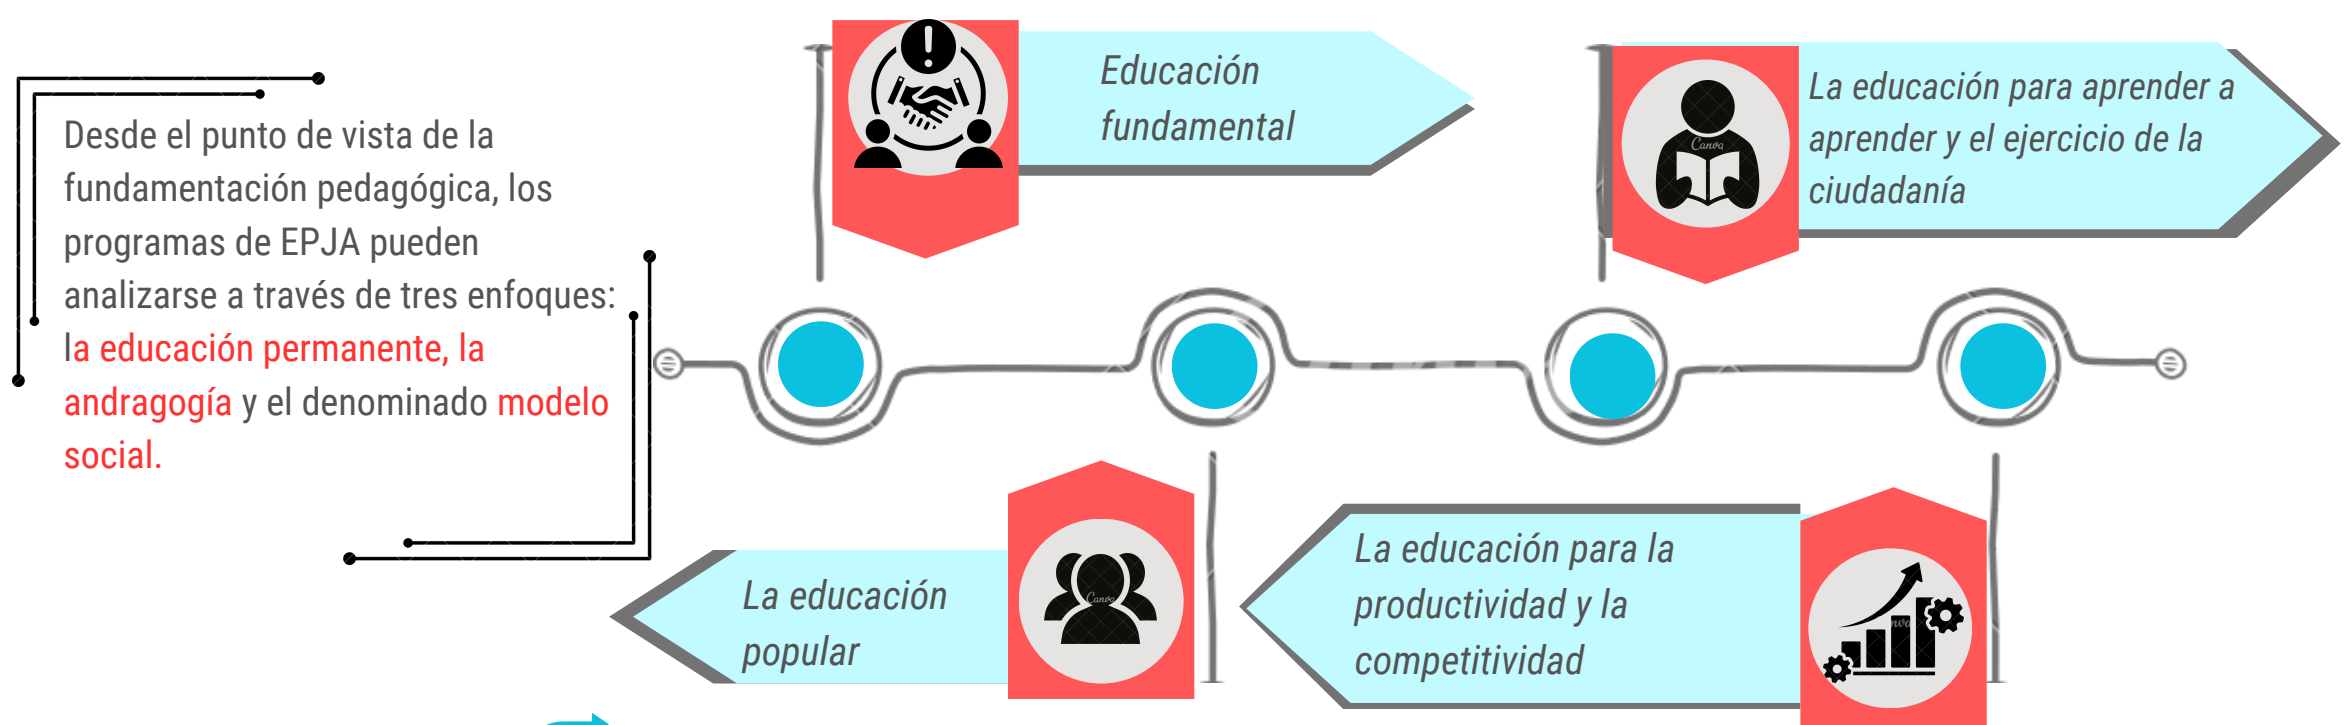 Desde el punto de vista de la
fundamentación pedagógica, los
programas de EPJA pueden
analizarse a través de tres enfoques:
la educación permanente, la
andragogía y el denominado modelo
social.
Educación
fundamental
La educación para aprender a
aprender y el ejercicio de la
ciudadanía
La educación
popular
La educación para la
productividad y la
competitividad
Canva
Canva